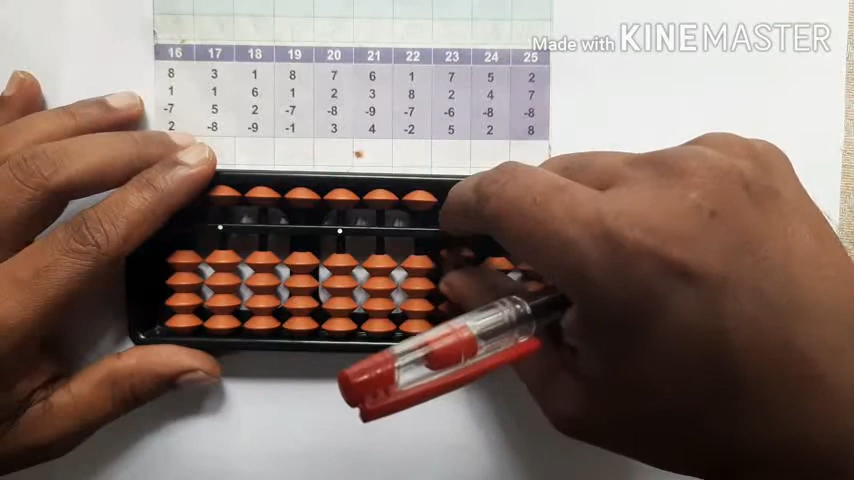 Made with KINEMASTER
16 17 18 19 20 21 22 23 24 25
8 3 1 8 7 6 1 7 5 2
1 1 6 1 2 3 8 2 4 7
-7 5 2 -7 -8 -9 -7 -6 -8 -8
2 -8 -9 -1 3 4 -2 5 2 8